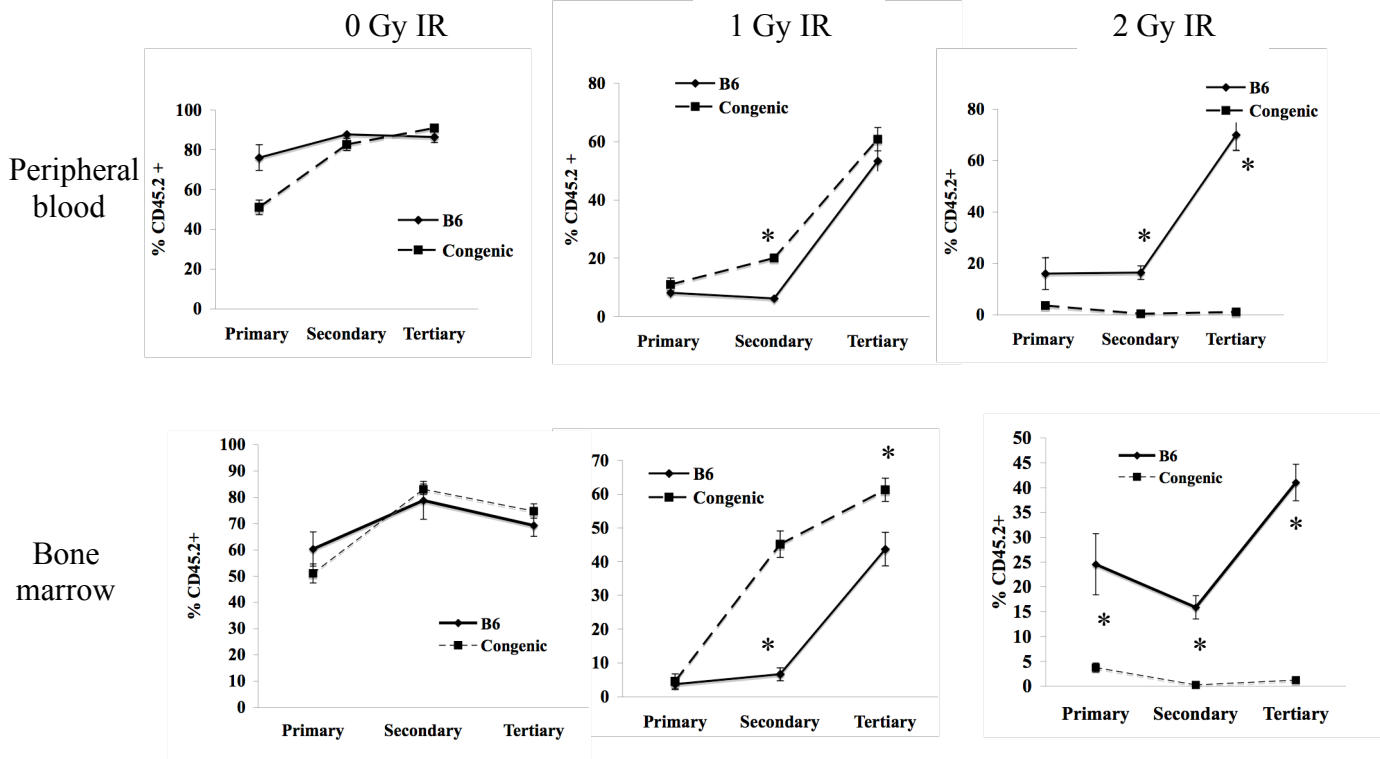 0 Gy IR
1 Gy IR
2 Gy IR
Peripheral
blood
% CD45.2 +
100
80
60
40
20
0
B6
Congenic
Primary
Secondary
Tertiary
% CD45.2 +
80
60
40
20
0
B6
Congenic
*
Primary
Secondary
Tertiary
% CD45.2+
80
60
40
20
0
B6
Congenic
*
*
Primary
Secondary
Tertiary
Bone
marrow
% CD45.2+
100
90
80
70
60
50
40
30
20
10
0
B6
Congenic
Primary
Secondary
Tertiary
% CD45.2+
70
60
50
40
30
20
10
0
B6
Congenic
*
*
Primary
Secondary
Tertiary
% CD45.2+
50
45
40
35
30
25
20
15
10
5
0
B6
Congenic
*
*
*
Primary
Secondary
Tertiary